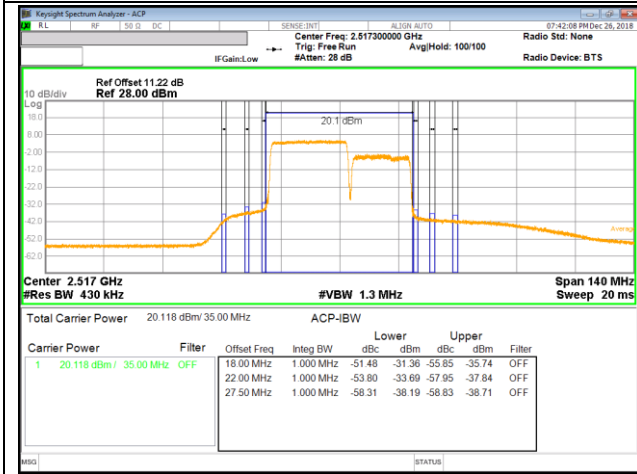 Keysight Spectrum Analyzer - ACP
RL RF 50 Ω DC SENSE:INT ALIGN AUTO 07:42:08 PM Dec 26, 2018
Center Freq: 2.517300000 GHz Radio Std: None
Trig: Free Run Avg|Hold: 100/100
IFGain:Low #Atten: 28 dB Radio Device: BTS
Ref Offset 11.22 dB
10 dB/div Ref 28.00 dBm
Log
18.0
8.00
-2.00
-12.0
-22.0
-32.0
-42.0
-52.0
-62.0
20.1 dBm
Average
Center 2.517 GHz Span 140 MHz
#Res BW 430 kHz #VBW 1.3 MHz Sweep 20 ms
Total Carrier Power 20.118 dBm/ 35.00 MHz ACP-IBW
Lower Upper
Carrier Power Filter Offset Freq Integ BW dBc dBm dBc dBm Filter
1 20.118 dBm / 35.00 MHz OFF 18.00 MHz 1.000 MHz -51.48 -31.36 -55.85 -35.74 OFF
22.00 MHz 1.000 MHz -53.80 -33.69 -57.95 -37.84 OFF
27.50 MHz 1.000 MHz -58.31 -38.19 -58.83 -38.71 OFF
MSG STATUS